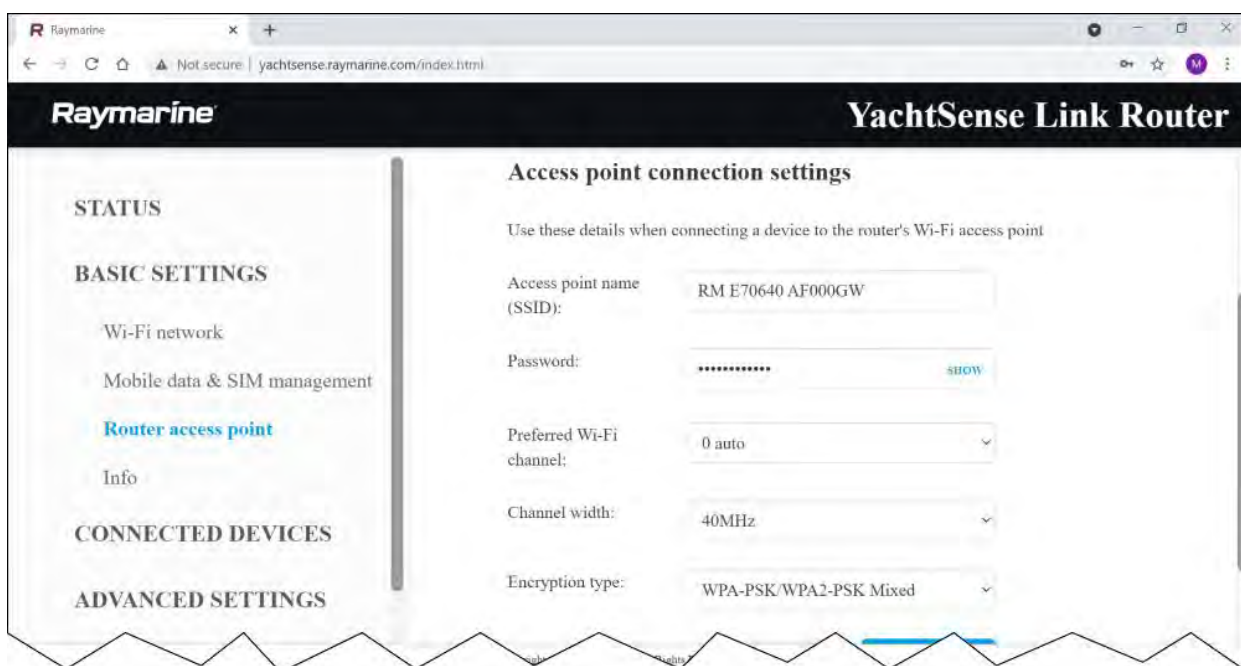 Raymarine
Not secure | yachtsense.raymarine.com/index.html
M
Raymarine
YachtSense Link Router
STATUS
BASIC SETTINGS
Wi-Fi network
Mobile data & SIM management
Router access point
Info
CONNECTED DEVICES
ADVANCED SETTINGS
Access point connection settings
Use these details when connecting a device to the router's Wi-Fi access point
Access point name
(SSID):
RM E70640 AF000GW
Password:
••••••••••••
SHOW
Preferred Wi-Fi
channel:
0 auto
Channel width:
40MHz
Encryption type:
WPA-PSK/WPA2-PSK Mixed
Rights